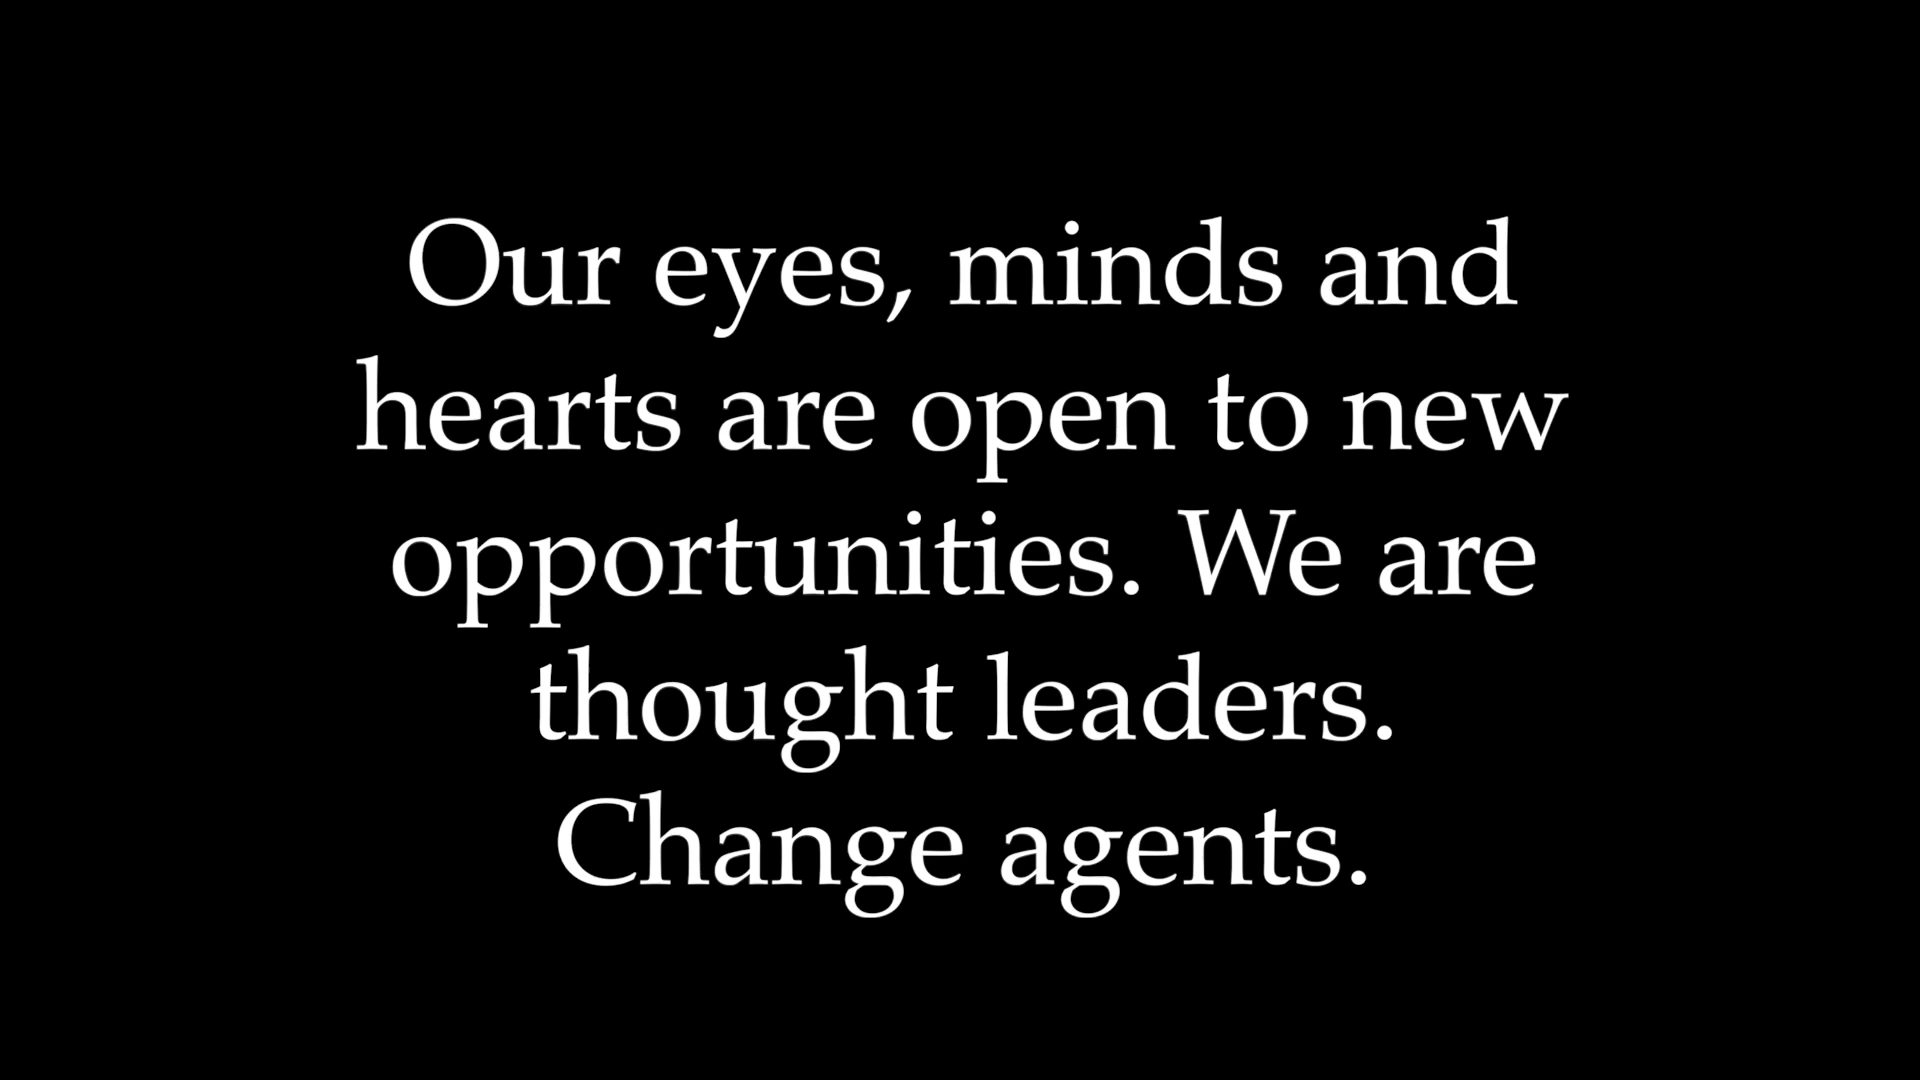 Our eyes, minds and
hearts are open to new
opportunities. We are
thought leaders.
Change agents.